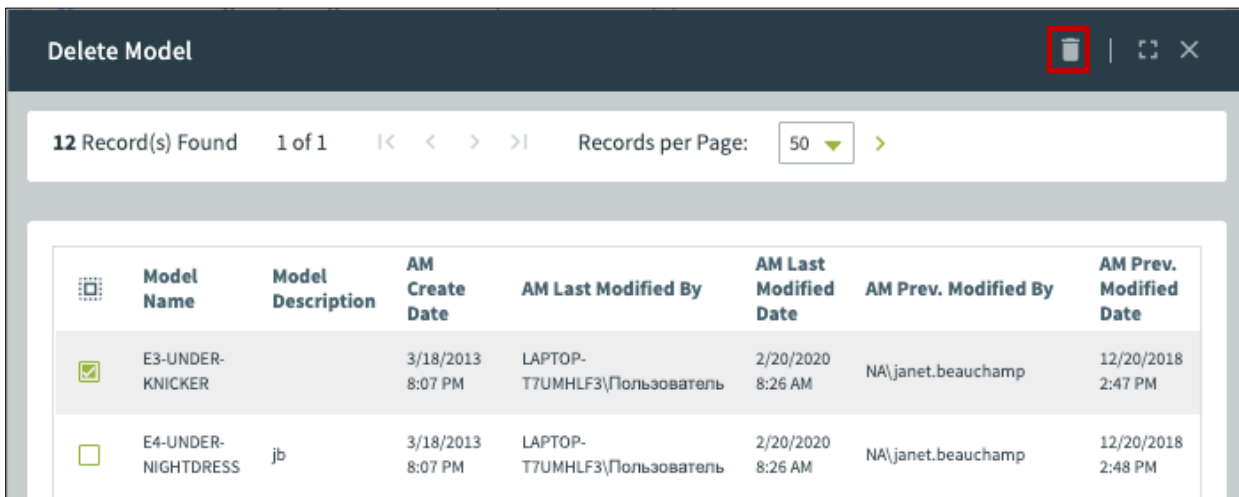 Delete Model
12 Record(s) Found 1 of 1 Records per Page: 50
Model Name Model Description AM Create Date AM Last Modified By AM Last Modified Date AM Prev. Modified By AM Prev. Modified Date
E3-UNDER-KNICKER 3/18/2013 8:07 PM LAPTOP-T7UMHLF3\Пользователь 2/20/2020 8:26 AM NA\janet.beauchamp 12/20/2018 2:47 PM
E4-UNDER-NIGHTDRESS jb 3/18/2013 8:07 PM LAPTOP-T7UMHLF3\Пользователь 2/20/2020 8:26 AM NA\janet.beauchamp 12/20/2018 2:48 PM